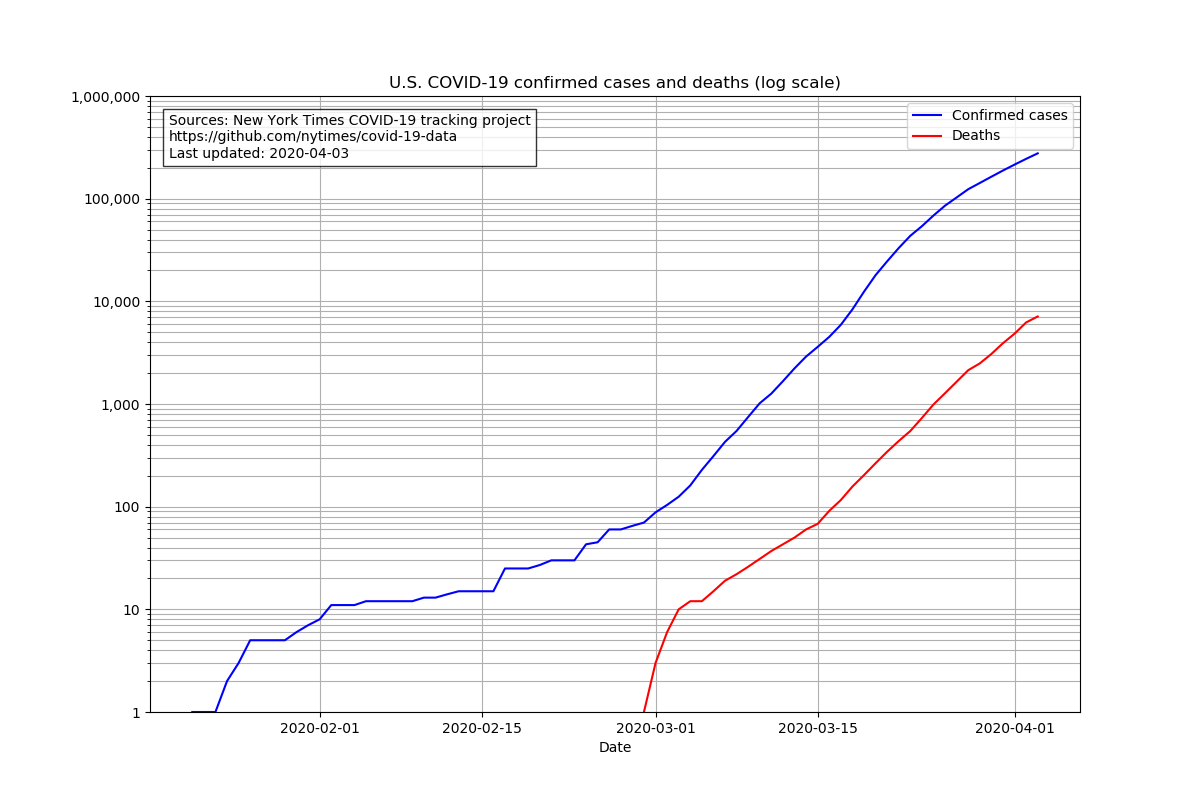 U.S. COVID-19 confirmed cases and deaths (log scale)
1,000,000
100,000
10,000
1,000
100
10
1
Sources: New York Times COVID-19 tracking project
https://github.com/nytimes/covid-19-data
Last updated: 2020-04-03
Confirmed cases
Deaths
2020-02-01
2020-02-15
2020-03-01
2020-03-15
2020-04-01
Date